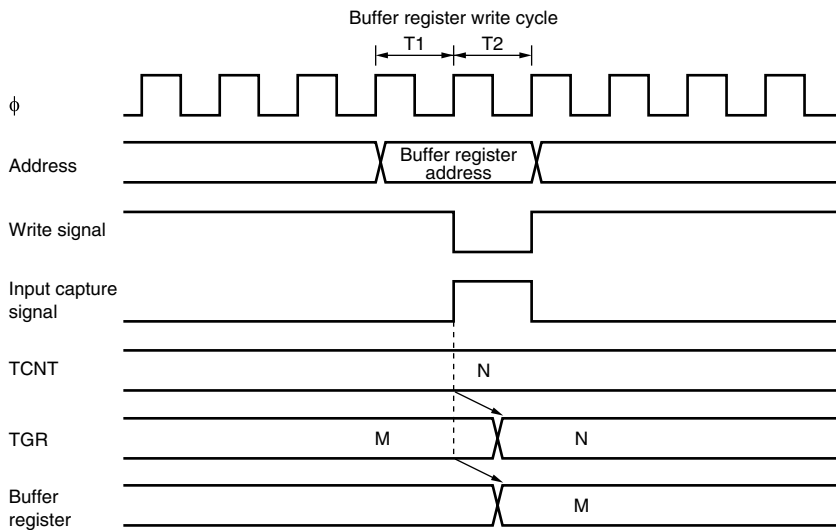 Buffer register write cycle
T1 T2
ϕ
Address
Buffer register
address
Write signal
Input capture
signal
TCNT
N
TGR
M N
Buffer
register
M